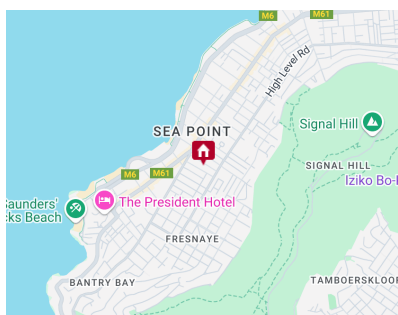 M6
M61
High Level Rd
SEA POINT
Signal Hill
M6
M61
SIGNAL HILL
Iziko Bo-
Saunders'
cks Beach
The President Hotel
FRESNAYE
BANTRY BAY
TAMBOERSKLOOF